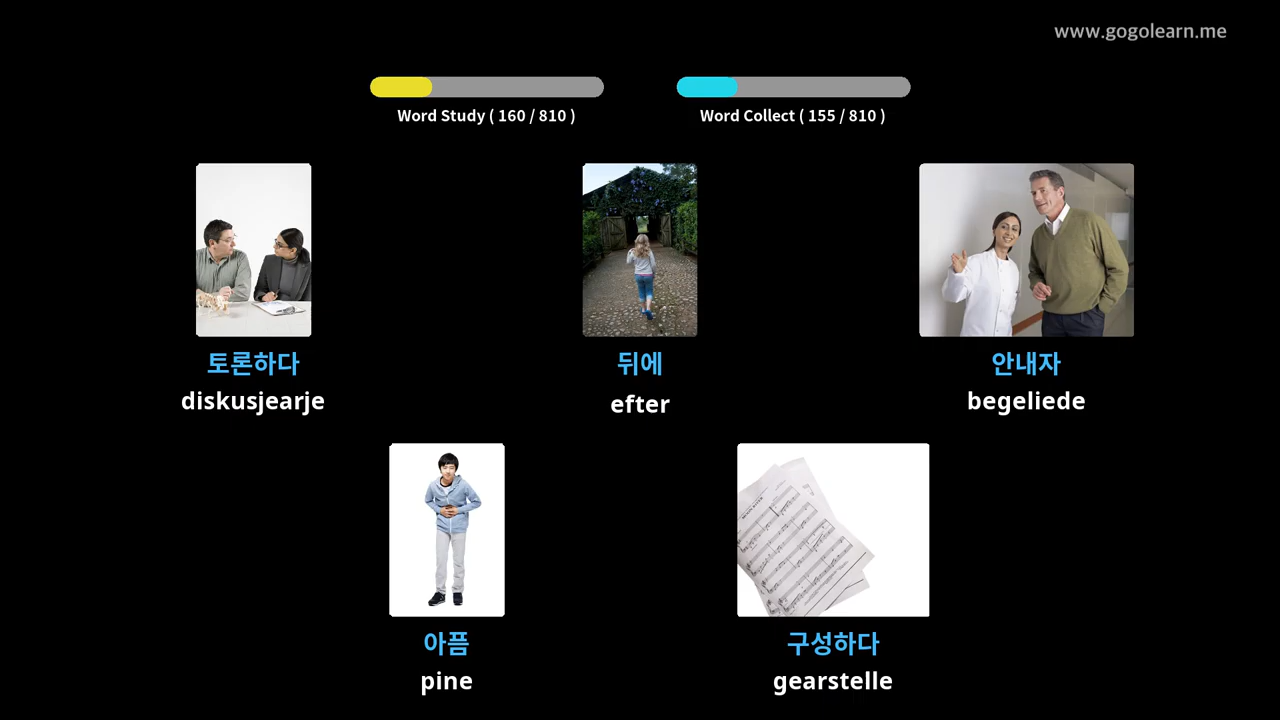 www.gogolearn.me
Word Study ( 160 / 810 )
Word Collect ( 155 / 810 )
토론하다
diskusjearje
뒤에
efter
안내자
begeliede
아픔
pine
구성하다
gearstelle